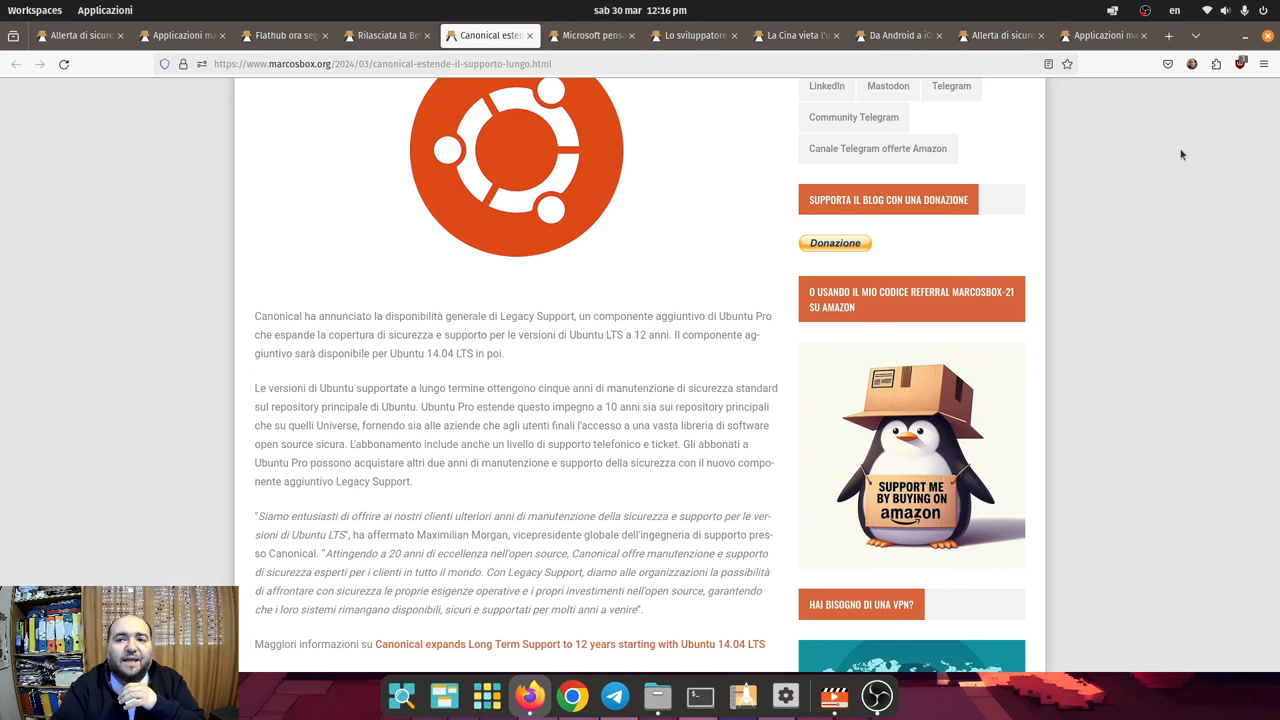 Workspaces Applicazioni sab 30 mar 12:16 pm en
Allerta di sicure Applicazioni ma Flathub ora seg Rilasciata la Be Canonical esten Microsoft pens Lo sviluppatore La Cina vieta l'u Da Android a iO Allerta di sicure Applicazioni ma
https://www.marcosbox.org/2024/03/canonical-estende-il-supporto-lungo.html
LinkedIn Mastodon Telegram
Community Telegram
Canale Telegram offerte Amazon
SUPPORTA IL BLOG CON UNA DONAZIONE
Donazione
O USANDO IL MIO CODICE REFERRAL MARCOSBOX-21
SU AMAZON
SUPPORT ME
BY BUYING ON
amazon
HAI BISOGNO DI UNA VPN?
Canonical ha annunciato la disponibilità generale di Legacy Support, un componente aggiuntivo di Ubuntu Pro
che espande la copertura di sicurezza e supporto per le versioni di Ubuntu LTS a 12 anni. Il componente ag-
giuntivo sarà disponibile per Ubuntu 14.04 LTS in poi.
Le versioni di Ubuntu supportate a lungo termine ottengono cinque anni di manutenzione di sicurezza standard
sul repository principale di Ubuntu. Ubuntu Pro estende questo impegno a 10 anni sia sui repository principali
che su quelli Universe, fornendo sia alle aziende che agli utenti finali l'accesso a una vasta libreria di software
open source sicura. L'abbonamento include anche un livello di supporto telefonico e ticket. Gli abbonati a
Ubuntu Pro possono acquistare altri due anni di manutenzione e supporto della sicurezza con il nuovo compo-
nente aggiuntivo Legacy Support.
"Siamo entusiasti di offrire ai nostri clienti ulteriori anni di manutenzione della sicurezza e supporto per le ver-
sioni di Ubuntu LTS", ha affermato Maximilian Morgan, vicepresidente globale dell'ingegneria di supporto pres-
so Canonical. "Attingendo a 20 anni di eccellenza nell'open source, Canonical offre manutenzione e supporto
di sicurezza esperti per i clienti in tutto il mondo. Con Legacy Support, diamo alle organizzazioni la possibilità
di affrontare con sicurezza le proprie esigenze operative e i propri investimenti nell'open source, garantendo
che i loro sistemi rimangano disponibili, sicuri e supportati per molti anni a venire".
Maggiori informazioni su Canonical expands Long Term Support to 12 years starting with Ubuntu 14.04 LTS